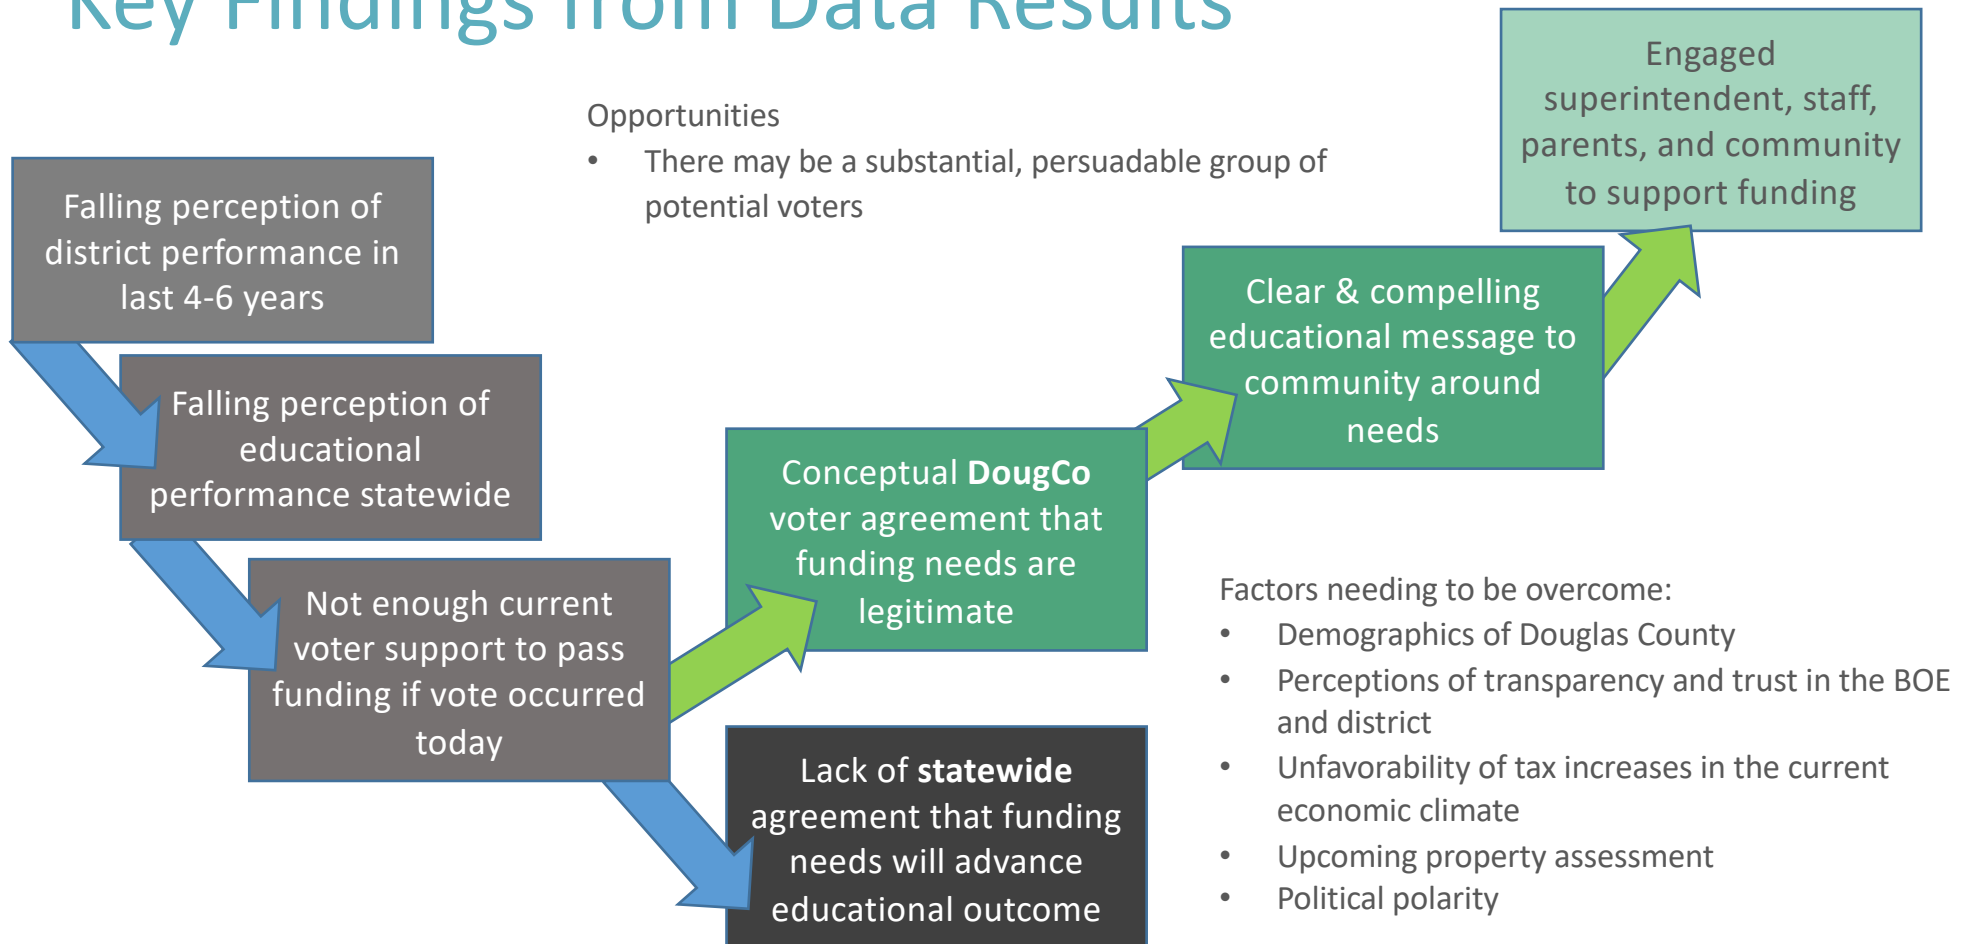 Key Findings from Data Results
Opportunities
• There may be a substantial, persuadable group of
potential voters
Falling perception of
district performance in
last 4-6 years
Falling perception of
educational
performance statewide
Not enough current
voter support to pass
funding if vote occurred
today
Conceptual DougCo
voter agreement that
funding needs are
legitimate
Lack of statewide
agreement that funding
needs will advance
educational outcome
Clear & compelling
educational message to
community around
needs
Engaged
superintendent, staff,
parents, and community
to support funding
Factors needing to be overcome:
• Demographics of Douglas County
• Perceptions of transparency and trust in the BOE
and district
• Unfavorability of tax increases in the current
economic climate
• Upcoming property assessment
• Political polarity